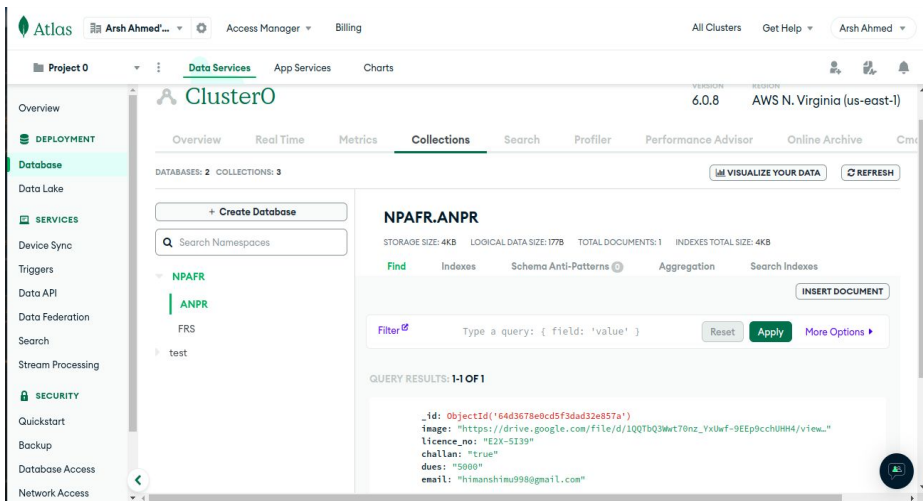 Atlas Arsh Ahmed'... Access Manager Billing All Clusters Get Help Arsh Ahmed
Project 0 Data Services App Services Charts
Overview
DEPLOYMENT
Database
Data Lake
SERVICES
Device Sync
Triggers
Data API
Data Federation
Search
Stream Processing
SECURITY
Quickstart
Backup
Database Access
Network Access
VERSION REGION
Cluster0 6.0.8 AWS N. Virginia (us-east-1)
Overview Real Time Metrics Collections Search Profiler Performance Advisor Online Archive Cm
DATABASES: 2 COLLECTIONS: 3 VISUALIZE YOUR DATA REFRESH
+ Create Database
Search Namespaces
NPAFR
ANPR
FRS
test
NPAFR.ANPR
STORAGE SIZE: 4KB LOGICAL DATA SIZE: 177B TOTAL DOCUMENTS: 1 INDEXES TOTAL SIZE: 4KB
Find Indexes Schema Anti-Patterns 0 Aggregation Search Indexes
INSERT DOCUMENT
Filter Type a query: { field: 'value' } Reset Apply More Options
QUERY RESULTS: 1-1 OF 1
_id: ObjectId('64d3678e0cd5f3dad32e857a')
image: "https://drive.google.com/file/d/1QQTbQ3Wwt70nz_YxUwf-9EEp9cchUHH4/view…"
licence_no: "E2X-5I39"
challan: "true"
dues: "5000"
email: "himanshimu998@gmail.com"